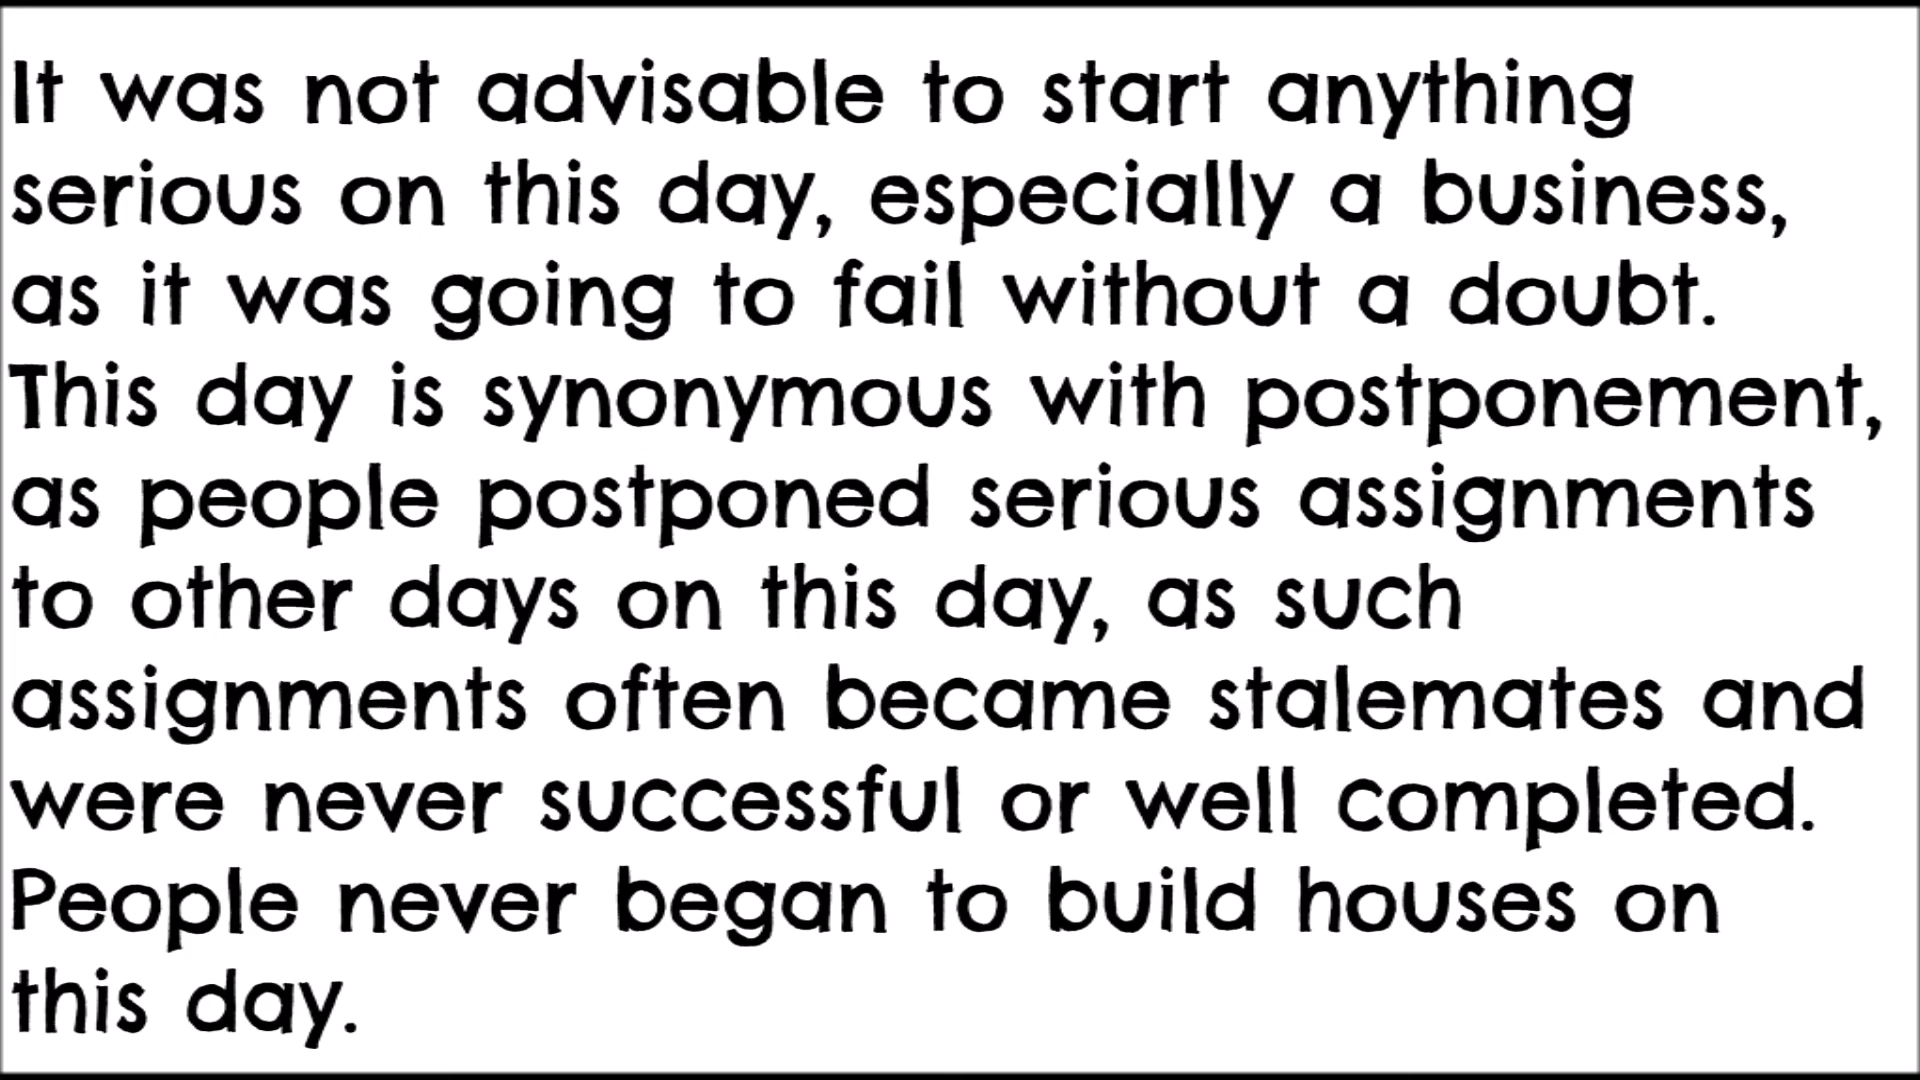 It was not advisable to start anything
serious on this day, especially a business,
as it was going to fail without a doubt.
This day is synonymous with postponement,
as people postponed serious assignments
to other days on this day, as such
assignments often became stalemates and
were never successful or well completed.
People never began to build houses on
this day.